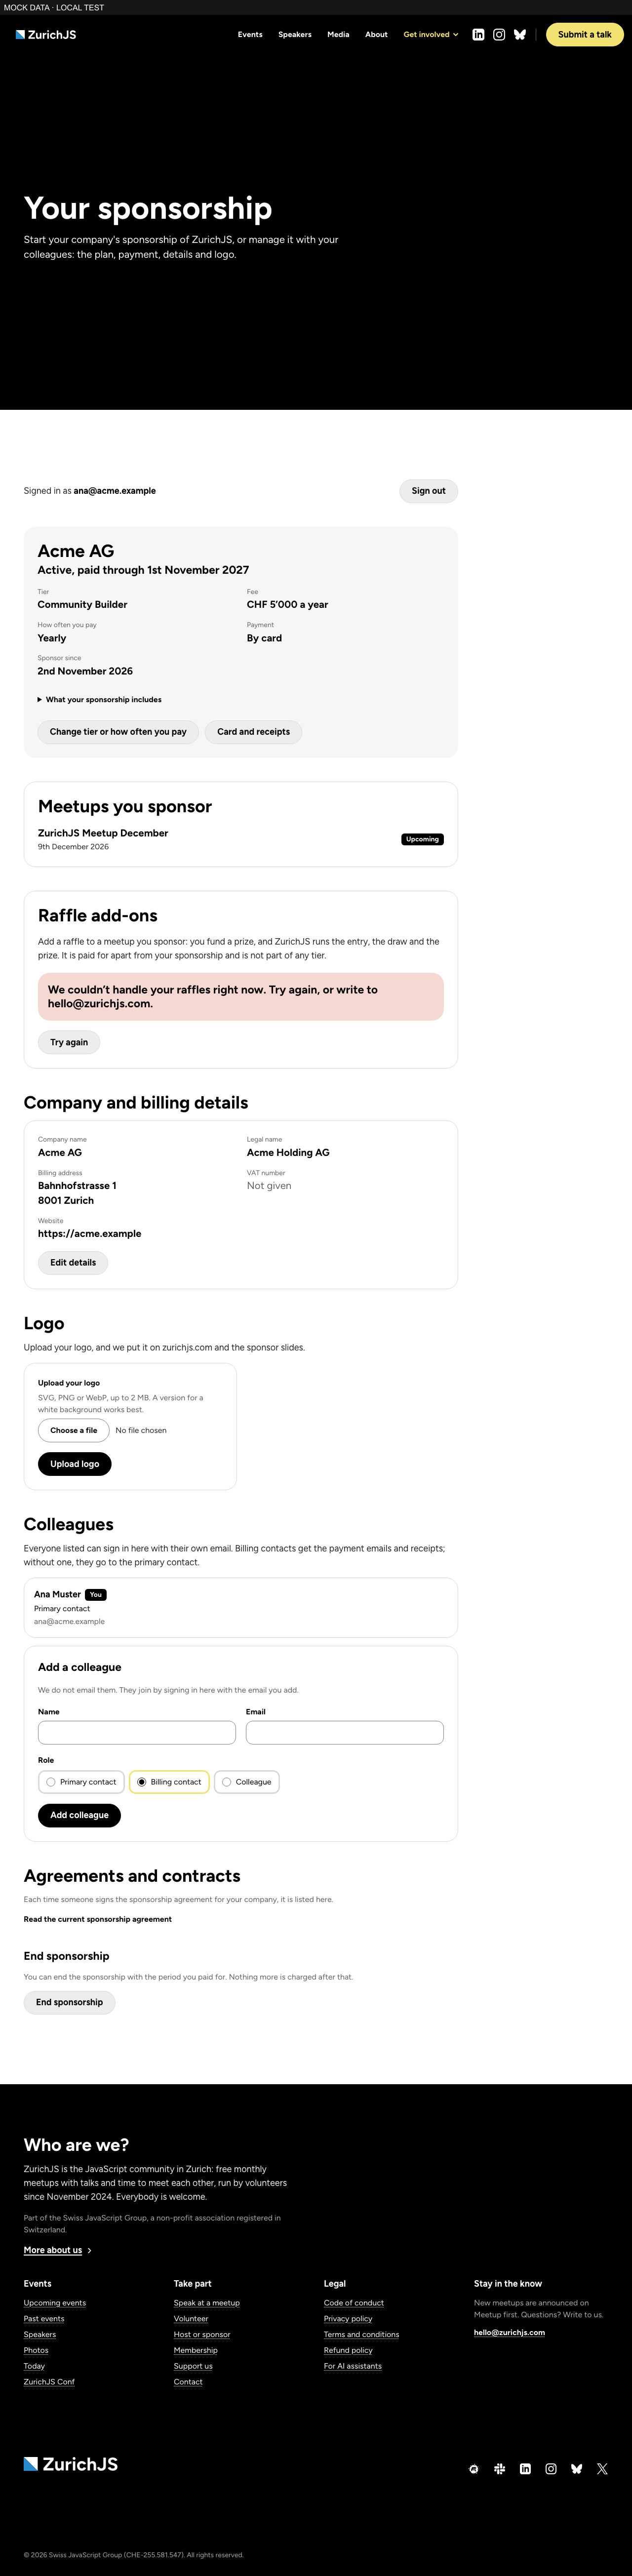 MOCK DATA · LOCAL TEST
ZurichJS
Events
Speakers
Media
About
Get involved
Submit a talk
Your sponsorship
Start your company's sponsorship of ZurichJS, or manage it with your
colleagues: the plan, payment, details and logo.
Signed in as ana@acme.example
Sign out
Acme AG
Active, paid through 1st November 2027
Tier
Community Builder
Fee
CHF 5’000 a year
How often you pay
Yearly
Payment
By card
Sponsor since
2nd November 2026
What your sponsorship includes
Change tier or how often you pay
Card and receipts
Meetups you sponsor
ZurichJS Meetup December
9th December 2026
Upcoming
Raffle add-ons
Add a raffle to a meetup you sponsor: you fund a prize, and ZurichJS runs the entry, the draw and the
prize. It is paid for apart from your sponsorship and is not part of any tier.
We couldn’t handle your raffles right now. Try again, or write to
hello@zurichjs.com.
Try again
Company and billing details
Company name
Acme AG
Legal name
Acme Holding AG
Billing address
Bahnhofstrasse 1
8001 Zurich
VAT number
Not given
Website
https://acme.example
Edit details
Logo
Upload your logo, and we put it on zurichjs.com and the sponsor slides.
Upload your logo
SVG, PNG or WebP, up to 2 MB. A version for a
white background works best.
Choose a file
No file chosen
Upload logo
Colleagues
Everyone listed can sign in here with their own email. Billing contacts get the payment emails and receipts;
without one, they go to the primary contact.
Ana Muster
You
Primary contact
ana@acme.example
Add a colleague
We do not email them. They join by signing in here with the email you add.
Name
Email
Role
Primary contact
Billing contact
Colleague
Add colleague
Agreements and contracts
Each time someone signs the sponsorship agreement for your company, it is listed here.
Read the current sponsorship agreement
End sponsorship
You can end the sponsorship with the period you paid for. Nothing more is charged after that.
End sponsorship
Who are we?
ZurichJS is the JavaScript community in Zurich: free monthly
meetups with talks and time to meet each other, run by volunteers
since November 2024. Everybody is welcome.
Part of the Swiss JavaScript Group, a non-profit association registered in
Switzerland.
More about us
Events
Upcoming events
Past events
Speakers
Photos
Today
ZurichJS Conf
Take part
Speak at a meetup
Volunteer
Host or sponsor
Membership
Support us
Contact
Legal
Code of conduct
Privacy policy
Terms and conditions
Refund policy
For AI assistants
Stay in the know
New meetups are announced on
Meetup first. Questions? Write to us.
hello@zurichjs.com
ZurichJS
© 2026 Swiss JavaScript Group (CHE-255.581.547). All rights reserved.